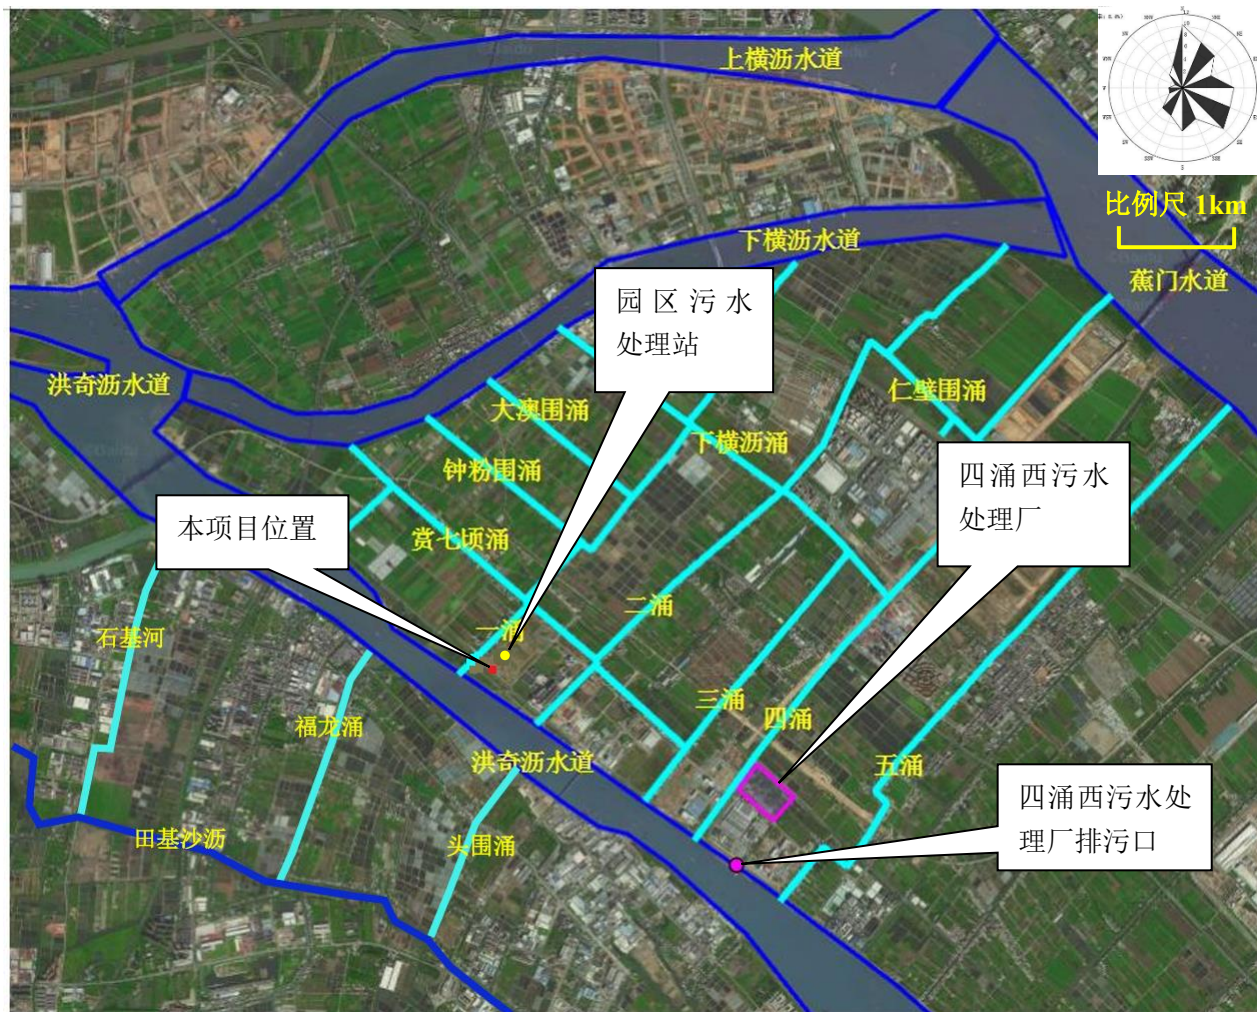 上横沥水道
比例尺 1km
下横沥水道
蕉门水道
园区污水
处理站
洪奇沥水道
大澳围涌
仁壁围涌
下横沥涌
钟粉围涌
四涌西污水
处理厂
本项目位置
赏七顷涌
二涌
一涌
石基河
三涌
四涌
福龙涌
洪奇沥水道
五涌
四涌西污水处
理厂排污口
田基沙沥
头围涌